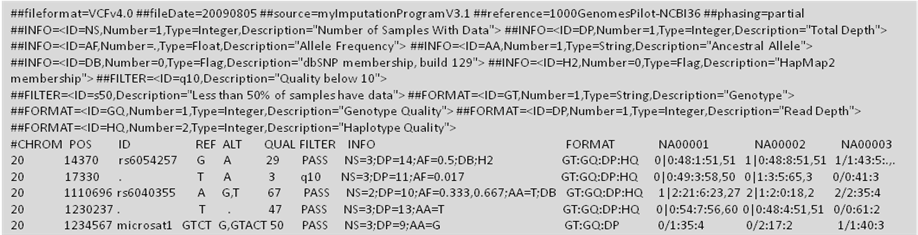 ##fileformat=VCFv4.0 ##fileDate=20090805 ##source=myImputationProgramV3.1 ##reference=1000GenomesPilot-NCBI36 ##phasing=partial
##INFO=<ID=NS,Number=1,Type=Integer,Description="Number of Samples With Data"> ##INFO=<ID=DP,Number=1,Type=Integer,Description="Total Depth">
##INFO=<ID=AF,Number=.,Type=Float,Description="Allele Frequency"> ##INFO=<ID=AA,Number=1,Type=String,Description="Ancestral Allele">
##INFO=<ID=DB,Number=0,Type=Flag,Description="dbSNP membership, build 129"> ##INFO=<ID=H2,Number=0,Type=Flag,Description="HapMap2
membership"> ##FILTER=<ID=q10,Description="Quality below 10">
##FILTER=<ID=s50,Description="Less than 50% of samples have data"> ##FORMAT=<ID=GT,Number=1,Type=String,Description="Genotype">
##FORMAT=<ID=GQ,Number=1,Type=Integer,Description="Genotype Quality"> ##FORMAT=<ID=DP,Number=1,Type=Integer,Description="Read Depth">
##FORMAT=<ID=HQ,Number=2,Type=Integer,Description="Haplotype Quality">
#CHROM POS ID REF ALT QUAL FILTER INFO FORMAT NA00001 NA00002 NA00003
20 14370 rs6054257 G A 29 PASS NS=3;DP=14;AF=0.5;DB;H2 GT:GQ:DP:HQ 0|0:48:1:51,51 1|0:48:8:51,51 1/1:43:5:.,.
20 17330 . T A 3 q10 NS=3;DP=11;AF=0.017 GT:GQ:DP:HQ 0|0:49:3:58,50 0|1:3:5:65,3 0/0:41:3
20 1110696 rs6040355 A G,T 67 PASS NS=2;DP=10;AF=0.333,0.667;AA=T;DB GT:GQ:DP:HQ 1|2:21:6:23,27 2|1:2:0:18,2 2/2:35:4
20 1230237 . T . 47 PASS NS=3;DP=13;AA=T GT:GQ:DP:HQ 0|0:54:7:56,60 0|0:48:4:51,51 0/0:61:2
20 1234567 microsat1 GTCT G,GTACT 50 PASS NS=3;DP=9;AA=G GT:GQ:DP 0/1:35:4 0/2:17:2 1/1:40:3